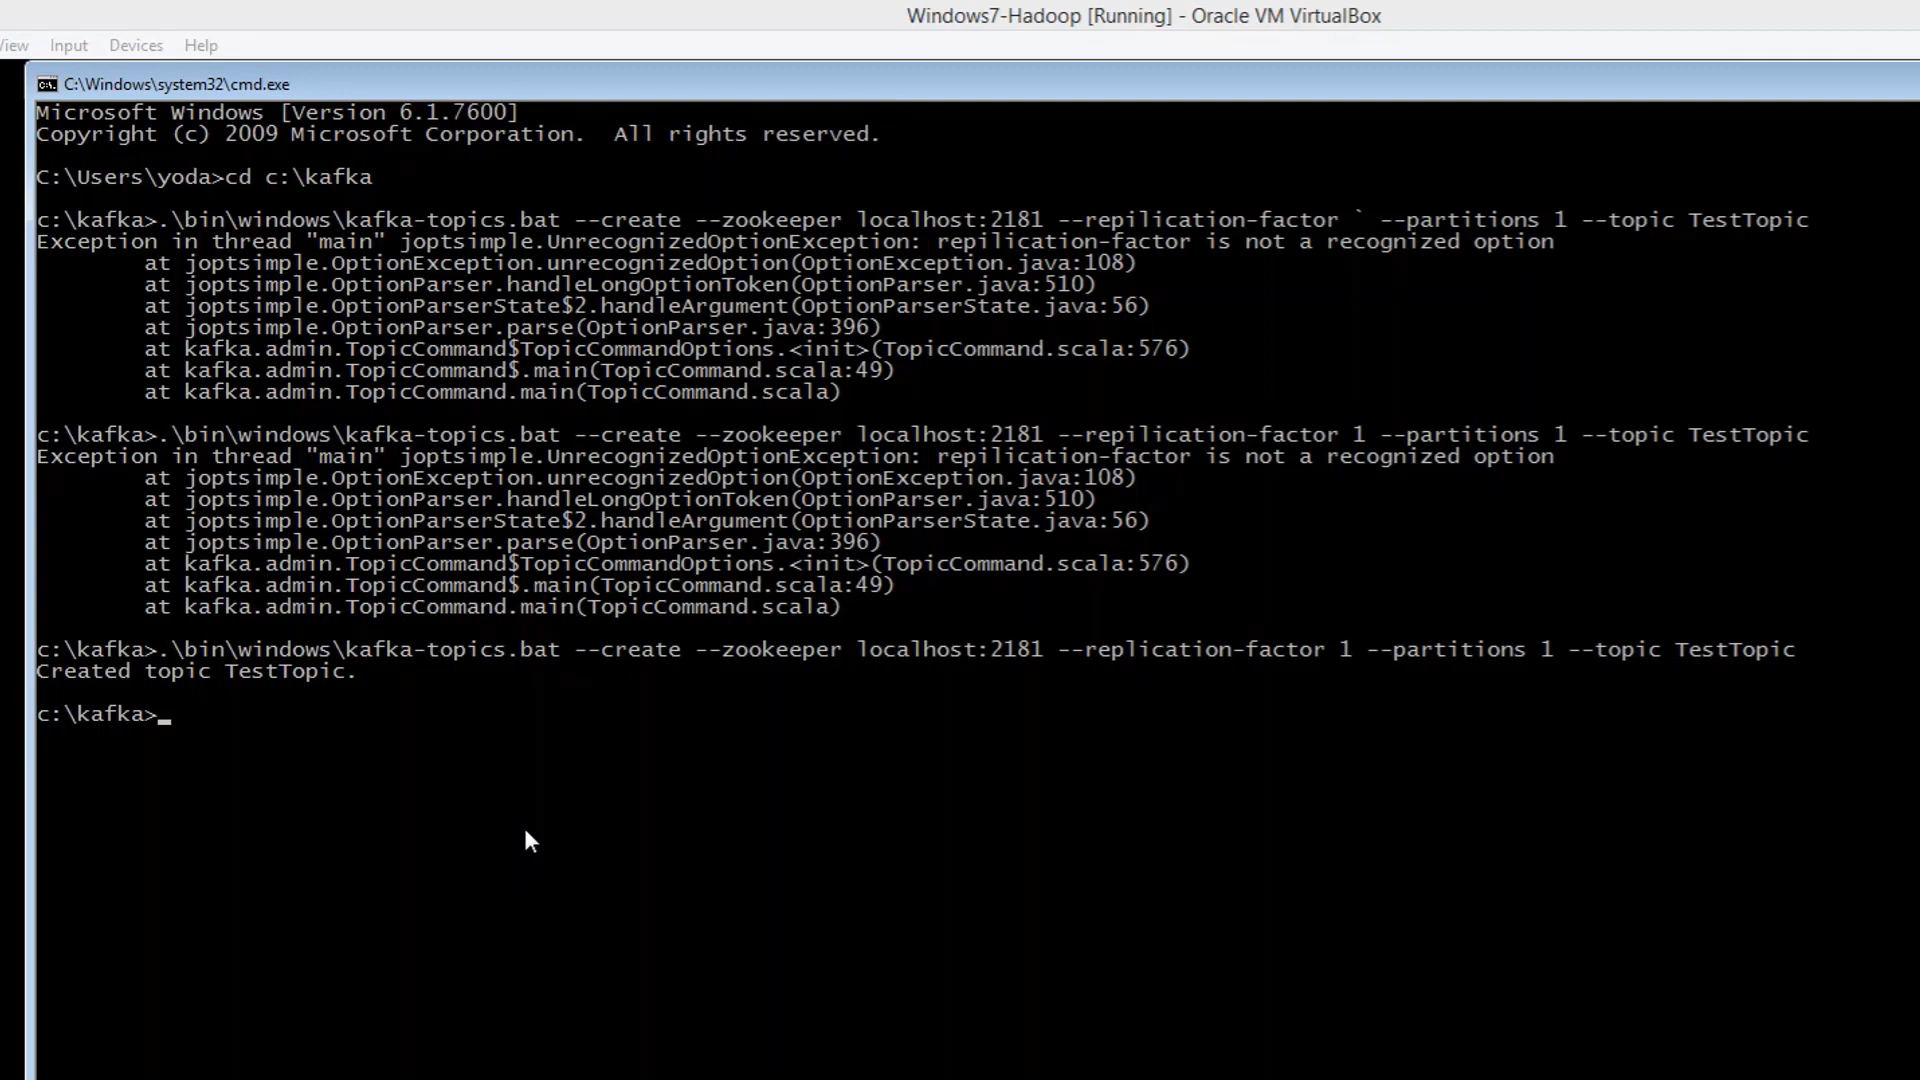 Windows7-Hadoop [Running] - Oracle VM VirtualBox
View Input Devices Help
C:\Windows\system32\cmd.exe
Microsoft Windows [Version 6.1.7600]
Copyright (c) 2009 Microsoft Corporation.  All rights reserved.
C:\Users\yoda>cd c:\kafka
c:\kafka>.\bin\windows\kafka-topics.bat --create --zookeeper localhost:2181 --repilication-factor ` --partitions 1 --topic TestTopic
Exception in thread "main" joptsimple.UnrecognizedOptionException: repilication-factor is not a recognized option
at joptsimple.OptionException.unrecognizedOption(OptionException.java:108)
at joptsimple.OptionParser.handleLongOptionToken(OptionParser.java:510)
at joptsimple.OptionParserState$2.handleArgument(OptionParserState.java:56)
at joptsimple.OptionParser.parse(OptionParser.java:396)
at kafka.admin.TopicCommand$TopicCommandOptions.<init>(TopicCommand.scala:576)
at kafka.admin.TopicCommand$.main(TopicCommand.scala:49)
at kafka.admin.TopicCommand.main(TopicCommand.scala)
c:\kafka>.\bin\windows\kafka-topics.bat --create --zookeeper localhost:2181 --repilication-factor 1 --partitions 1 --topic TestTopic
Exception in thread "main" joptsimple.UnrecognizedOptionException: repilication-factor is not a recognized option
at joptsimple.OptionException.unrecognizedOption(OptionException.java:108)
at joptsimple.OptionParser.handleLongOptionToken(OptionParser.java:510)
at joptsimple.OptionParserState$2.handleArgument(OptionParserState.java:56)
at joptsimple.OptionParser.parse(OptionParser.java:396)
at kafka.admin.TopicCommand$TopicCommandOptions.<init>(TopicCommand.scala:576)
at kafka.admin.TopicCommand$.main(TopicCommand.scala:49)
at kafka.admin.TopicCommand.main(TopicCommand.scala)
c:\kafka>.\bin\windows\kafka-topics.bat --create --zookeeper localhost:2181 --replication-factor 1 --partitions 1 --topic TestTopic
Created topic TestTopic.
c:\kafka>_